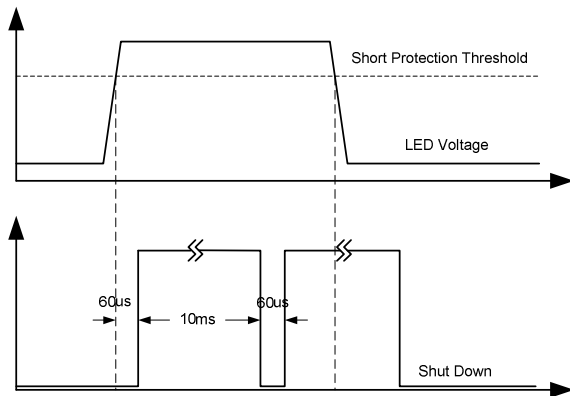 Short Protection Threshold
LED Voltage
60us
10ms
60us
Shut Down